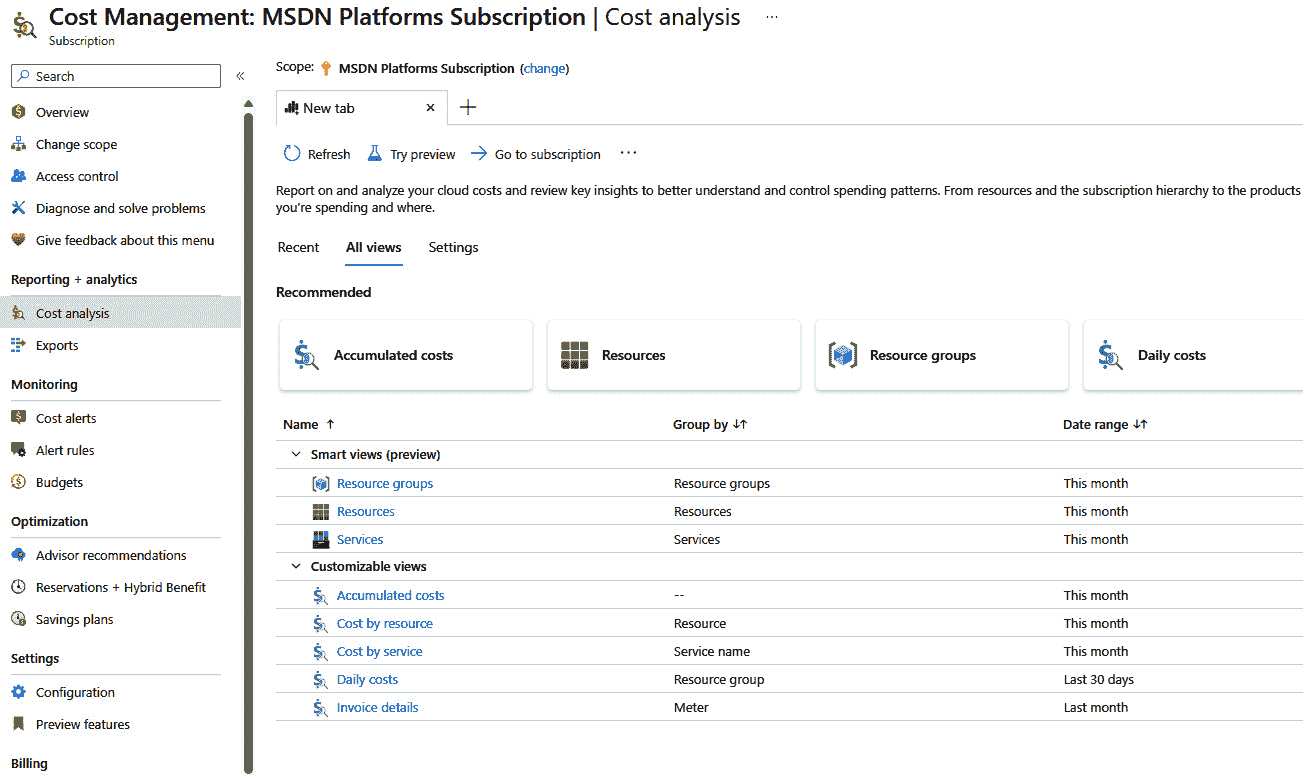 Cost Management: MSDN Platforms Subscription | Cost analysis ...
Subscription
Search
«
Overview
Change scope
Access control
Diagnose and solve problems
Give feedback about this menu
Reporting + analytics
Cost analysis
Exports
Monitoring
Cost alerts
Alert rules
Budgets
Optimization
Advisor recommendations
Reservations + Hybrid Benefit
Savings plans
Settings
Configuration
Preview features
Billing
Scope: MSDN Platforms Subscription (change)
New tab
Refresh Try preview Go to subscription ...
Report on and analyze your cloud costs and review key insights to better understand and control spending patterns. From resources and the subscription hierarchy to the products
you're spending and where.
Recent All views Settings
Recommended
Accumulated costs Resources Resource groups Daily costs
Name ↑ Group by ↓↑ Date range ↓↑
Smart views (preview)
Resource groups Resource groups This month
Resources Resources This month
Services Services This month
Customizable views
Accumulated costs -- This month
Cost by resource Resource This month
Cost by service Service name This month
Daily costs Resource group Last 30 days
Invoice details Meter Last month